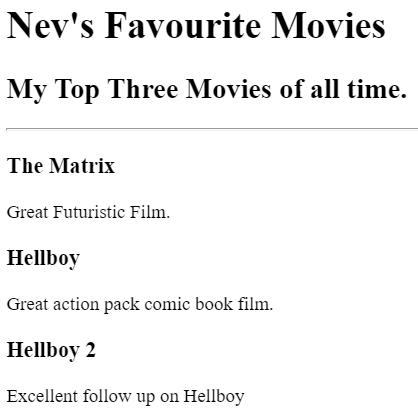 Nev's Favourite Movies
My Top Three Movies of all time.
The Matrix
Great Futuristic Film.
Hellboy
Great action pack comic book film.
Hellboy 2
Excellent follow up on Hellboy